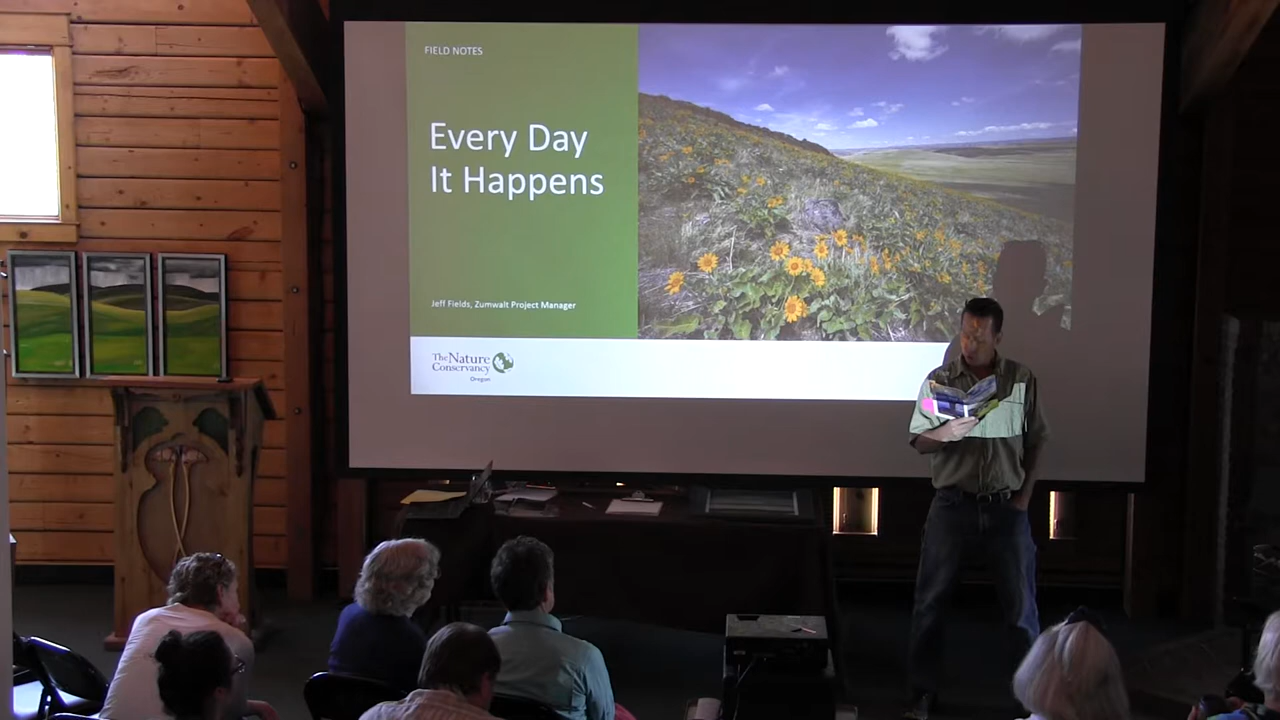 FIELD NOTES
Every Day
It Happens
Jeff Fields, Zumwalt Project Manager
The Nature
Conservancy
Oregon